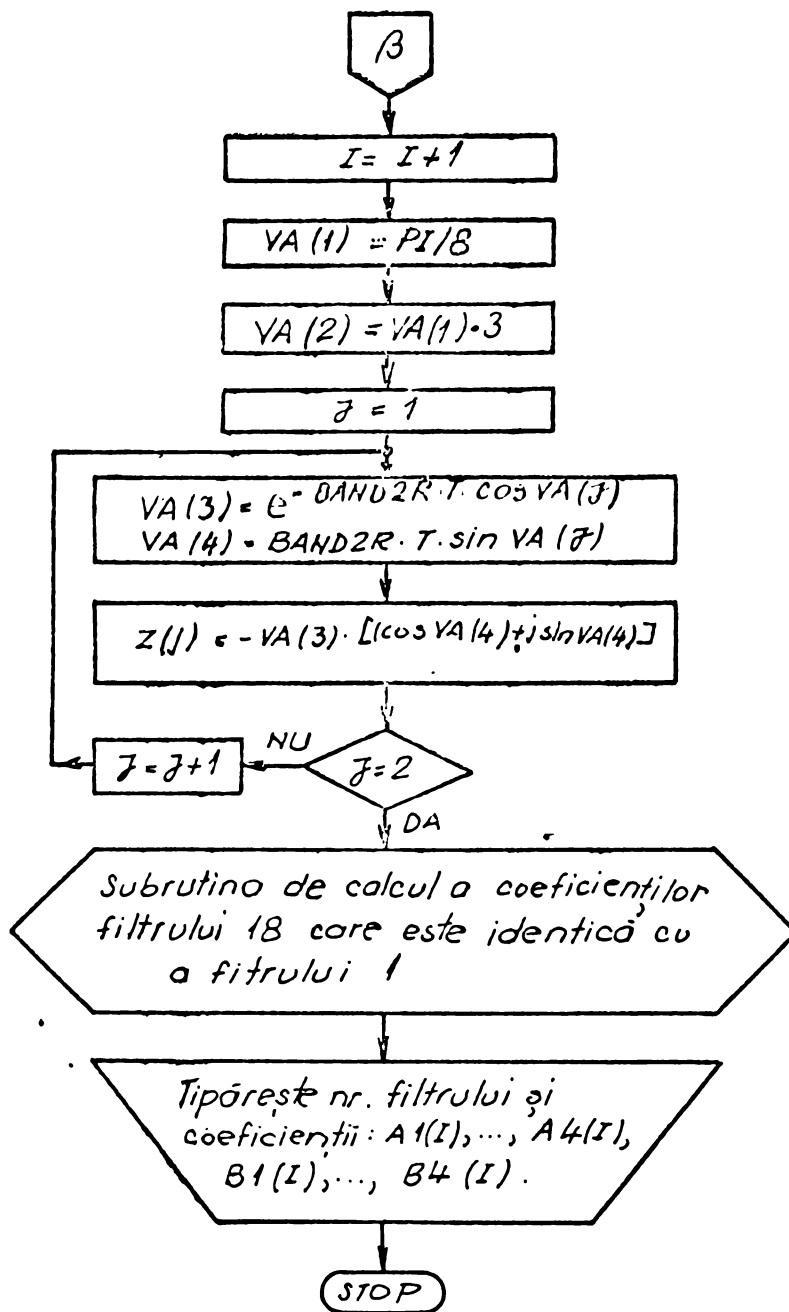 β
I = I + 1
VA (1) = PI/8
VA (2) = VA(1)·3
J = 1
VA(3) = e^- BAND2R·T·cos VA(J)
VA(4) = BAND2R·T·sin VA(J)
Z(J) = -VA(3)·[(cos VA(4)+j sin VA(4)]
NU
J = J+1
J=2
DA
Subrutina de calcul a coeficienților
filtrului 18 care este identică cu
a fitrului 1
Tipărește nr. filtrului și
coeficienții: A1(I),..., A4(I),
B1(I),..., B4 (I).
STOP